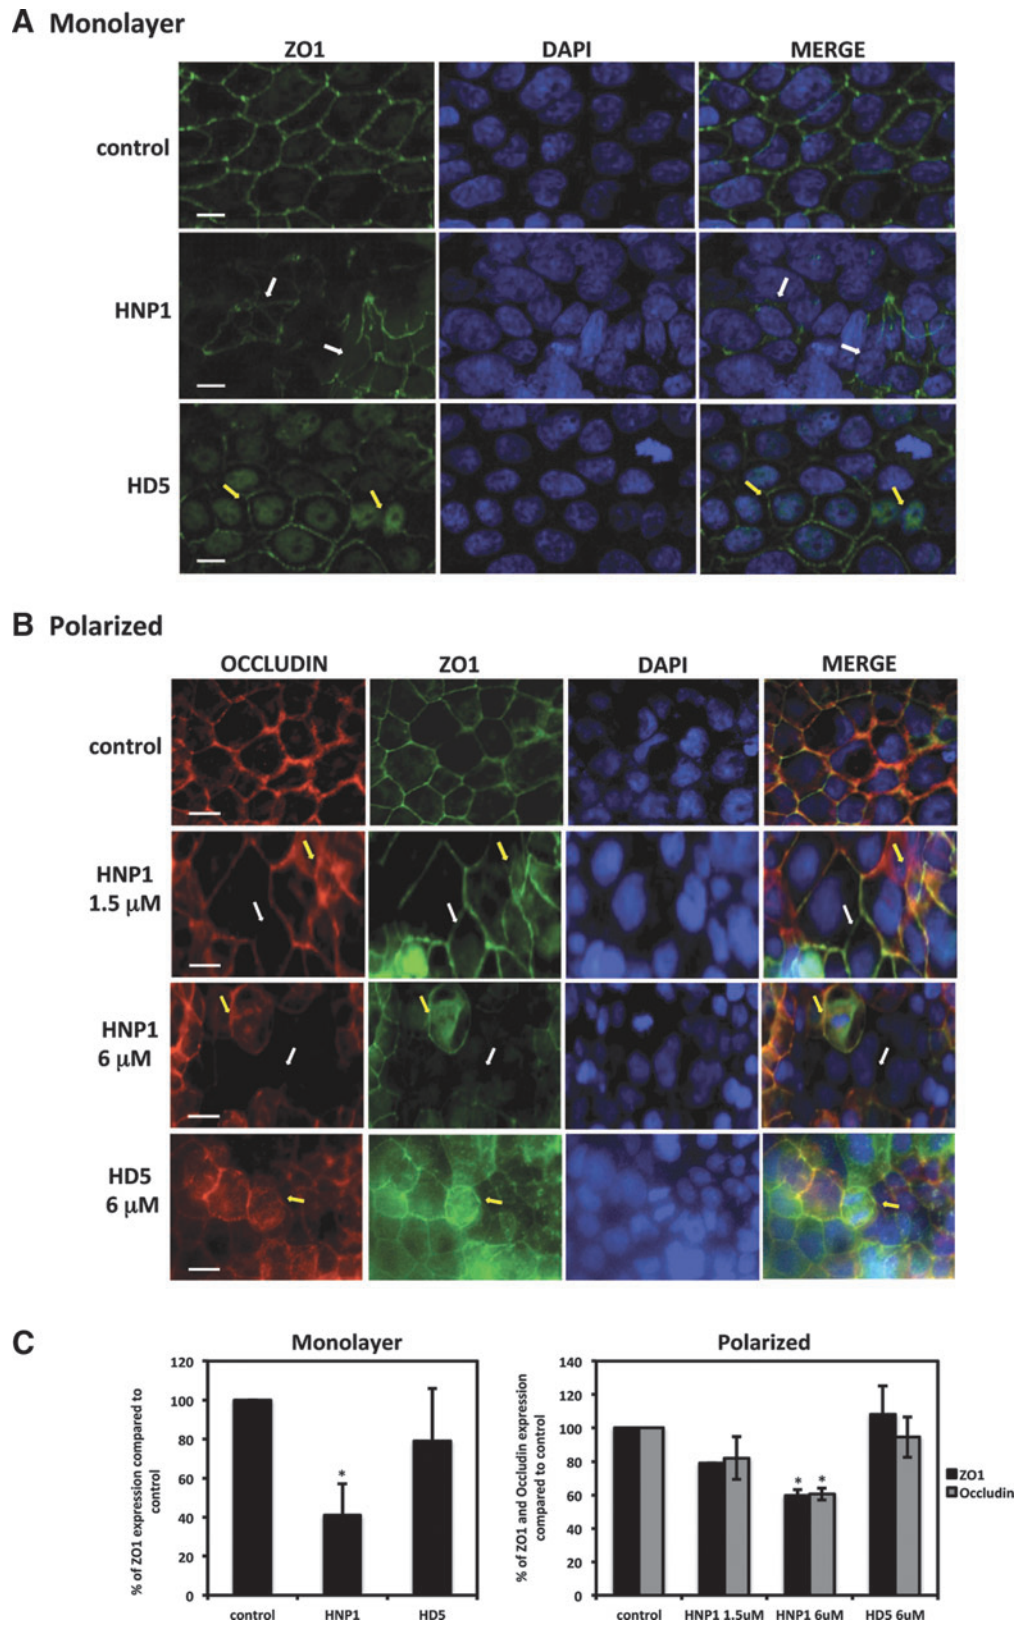 A Monolayer
ZO1 DAPI MERGE
control
HNP1
HD5
B Polarized
OCCLUDIN ZO1 DAPI MERGE
control
HNP1
1.5 μM
HNP1
6 μM
HD5
6 μM
C
Monolayer
% of ZO1 expression compared to
control
120
100
80
60
40
20
0
*
control HNP1 HD5
Polarized
% of ZO1 and Occludin expression
compared to control
140
120
100
80
60
40
20
0
* *
control HNP1 1.5uM HNP1 6uM HD5 6uM
ZO1
Occludin